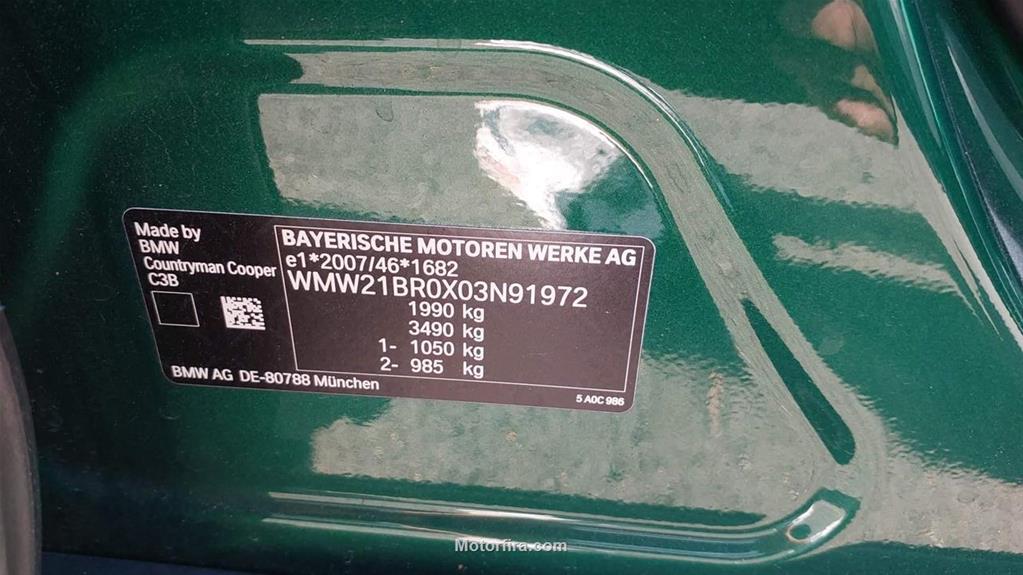 Made by
BMW
Countryman Cooper
C3B
BAYERISCHE MOTOREN WERKE AG
e1*2007/46*1682
WMW21BR0X03N91972
1990 kg
3490 kg
1- 1050 kg
2- 985 kg
BMW AG DE-80788 München
5 A0C 986
Motorfira.com